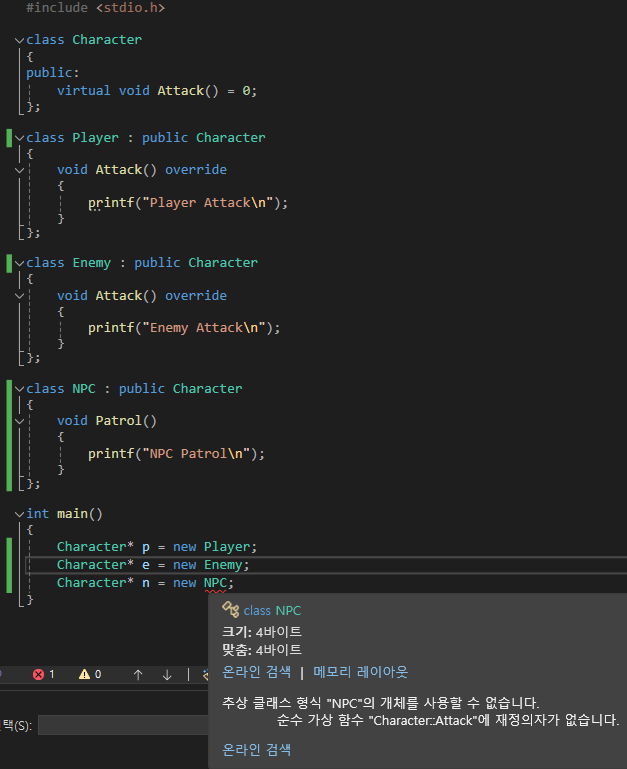 #include <stdio.h>
class Character
{
public:
virtual void Attack() = 0;
};
class Player : public Character
{
void Attack() override
{
printf("Player Attack\n");
}
};
class Enemy : public Character
{
void Attack() override
{
printf("Enemy Attack\n");
}
};
class NPC : public Character
{
void Patrol()
{
printf("NPC Patrol\n");
}
};
int main()
{
Character* p = new Player;
Character* e = new Enemy;
Character* n = new NPC;
}
class NPC
크기: 4바이트
맞춤: 4바이트
온라인 검색 | 메모리 레이아웃
추상 클래스 형식 "NPC"의 개체를 사용할 수 없습니다.
순수 가상 함수 "Character::Attack"에 재정의자가 없습니다.
온라인 검색
1 0
택(S):